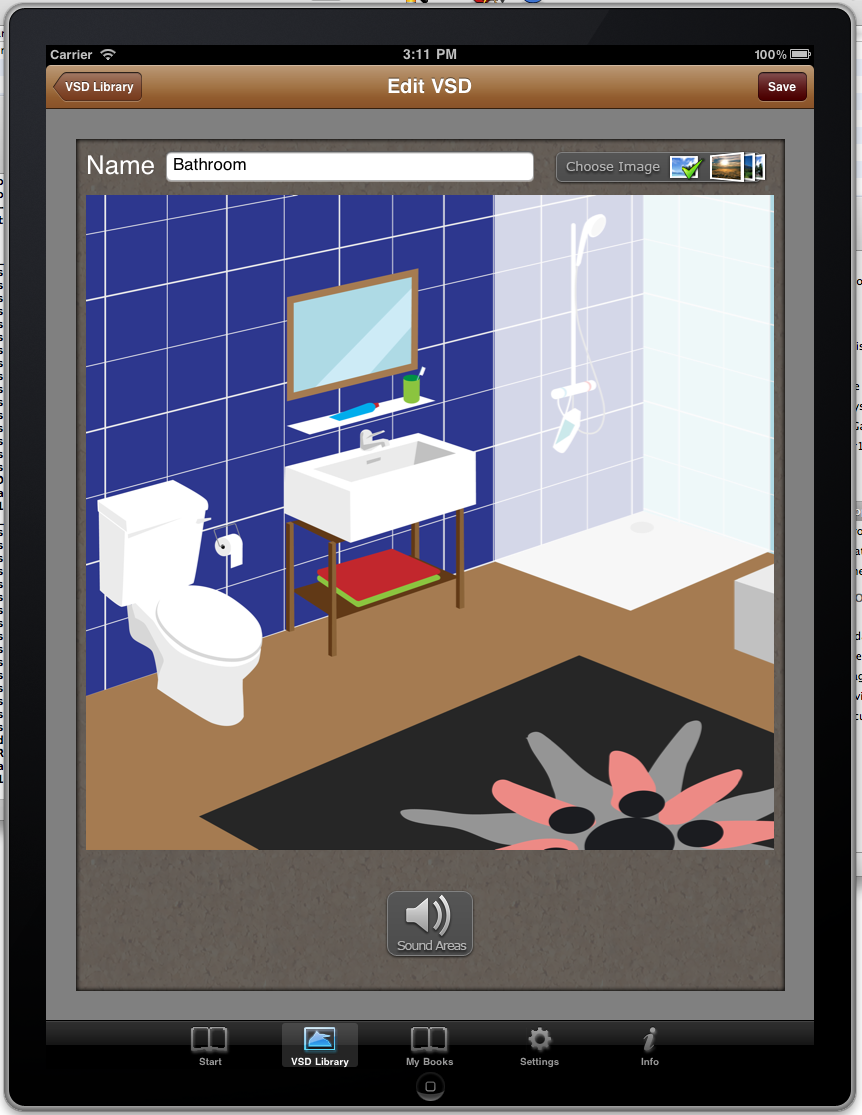 Carrier 3:11 PM 100%
VSD Library Edit VSD Save
Name Bathroom Choose Image
Sound Areas
Start VSD Library My Books Settings Info